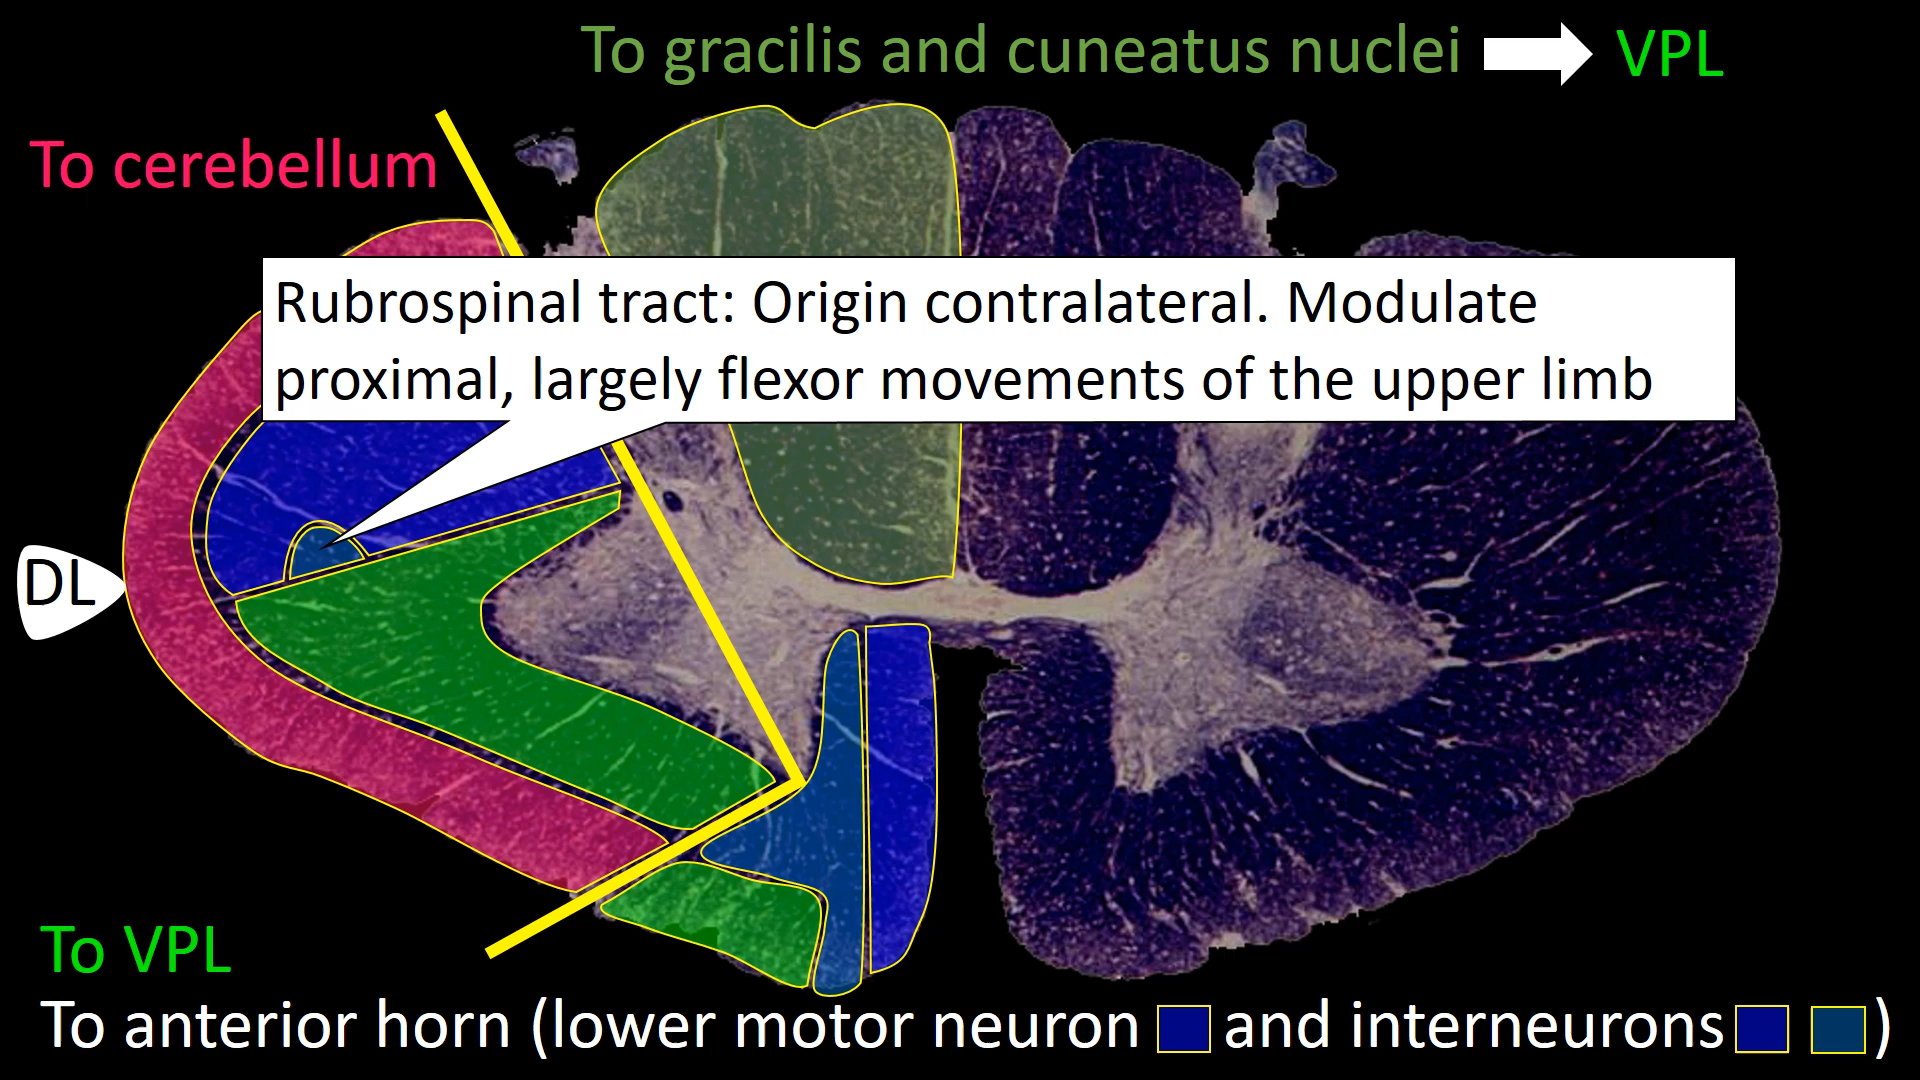 To gracilis and cuneatus nuclei VPL
To cerebellum
Rubrospinal tract: Origin contralateral. Modulate
proximal, largely flexor movements of the upper limb
DL
To VPL
To anterior horn (lower motor neuron and interneurons )